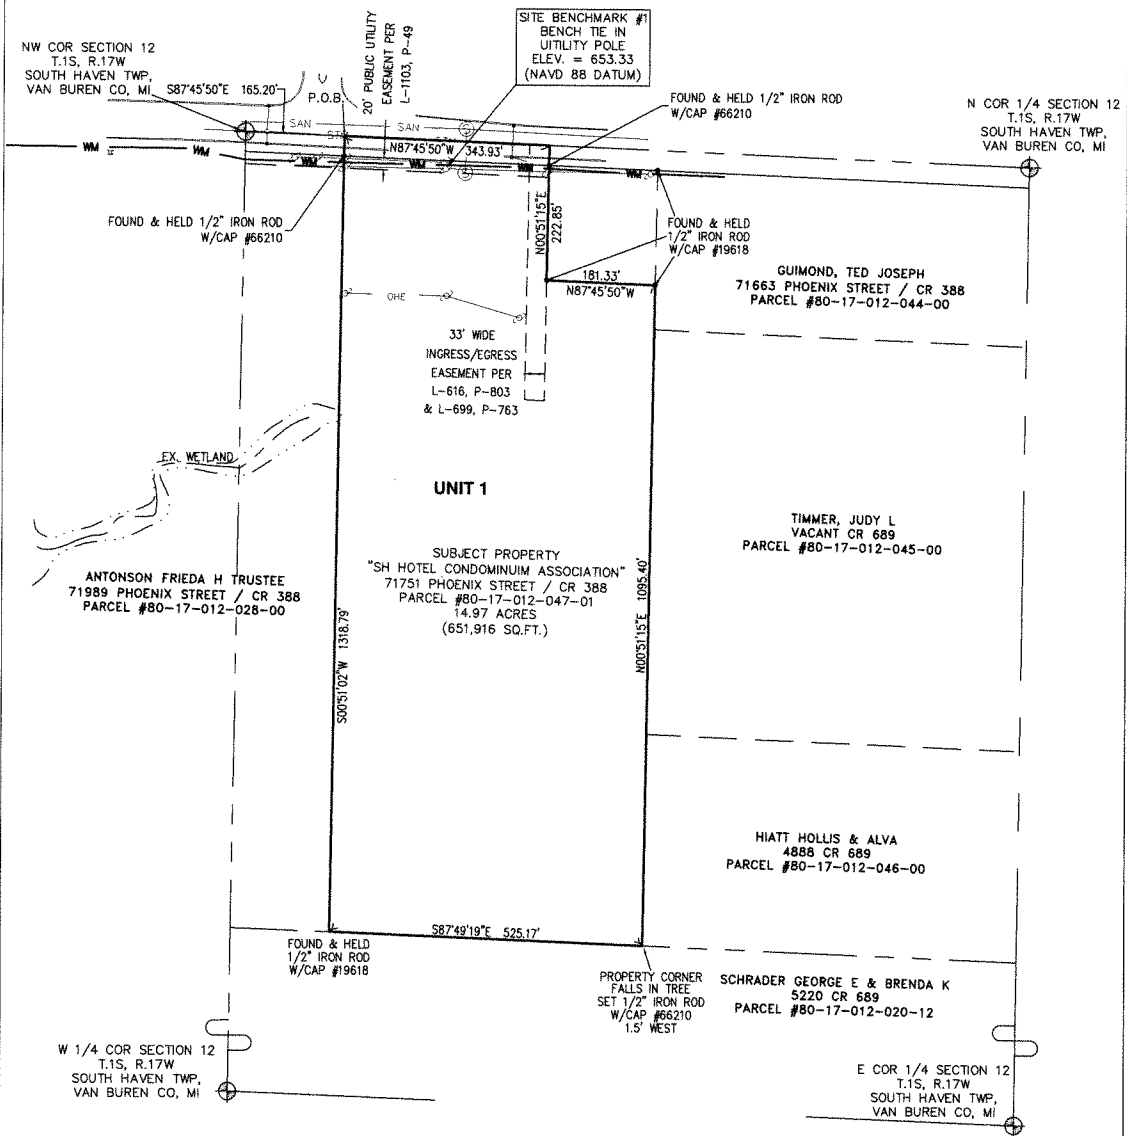 SITE BENCHMARK #1
BENCH TIE IN
UITILITY POLE
ELEV. = 653.33
(NAVD 88 DATUM)
20' PUBLIC UTILITY
EASEMENT PER
L-1103, P-49
NW COR SECTION 12
T.1S, R.17W
SOUTH HAVEN TWP,
VAN BUREN CO, MI
S87°45'50"E 165.20'
P.O.B.
FOUND & HELD 1/2" IRON ROD
W/CAP #66210
N COR 1/4 SECTION 12
T.1S, R.17W
SOUTH HAVEN TWP,
VAN BUREN CO, MI
SAN
SAN
ST
N87°45'50"W 343.93'
WM
WM
WM
WM
WM
WM
FOUND & HELD 1/2" IRON ROD
W/CAP #66210
N00°51'15"E
222.85'
FOUND & HELD
1/2" IRON ROD
W/CAP #19618
181.33'
N87°45'50"W
GUIMOND, TED JOSEPH
71663 PHOENIX STREET / CR 388
PARCEL #80-17-012-044-00
OHE
33' WIDE
INGRESS/EGRESS
EASEMENT PER
L-616, P-803
& L-699, P-763
EX. WETLAND
UNIT 1
TIMMER, JUDY L
VACANT CR 689
PARCEL #80-17-012-045-00
SUBJECT PROPERTY
"SH HOTEL CONDOMINUIM ASSOCIATION"
71751 PHOENIX STREET / CR 388
PARCEL #80-17-012-047-01
14.97 ACRES
(651,916 SQ.FT.)
ANTONSON FRIEDA H TRUSTEE
71989 PHOENIX STREET / CR 388
PARCEL #80-17-012-028-00
S00°51'02"W 1318.79'
N00°51'15"E 1095.40'
HIATT HOLLIS & ALVA
4888 CR 689
PARCEL #80-17-012-046-00
S87°49'19"E 525.17'
FOUND & HELD
1/2" IRON ROD
W/CAP #19618
PROPERTY CORNER
FALLS IN TREE
SET 1/2" IRON ROD
W/CAP #66210
1.5' WEST
SCHRADER GEORGE E & BRENDA K
5220 CR 689
PARCEL #80-17-012-020-12
W 1/4 COR SECTION 12
T.1S, R.17W
SOUTH HAVEN TWP,
VAN BUREN CO, MI
E COR 1/4 SECTION 12
T.1S, R.17W
SOUTH HAVEN TWP,
VAN BUREN CO, MI